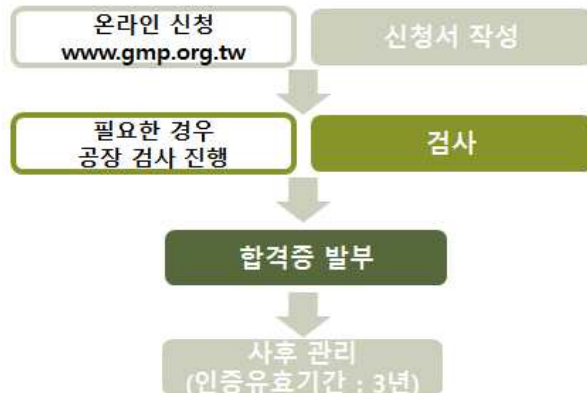 온라인 신청
www.gmp.org.tw
신청서 작성
필요한 경우
공장 검사 진행
검사
합격증 발부
사후 관리
(인증유효기간 : 3년)